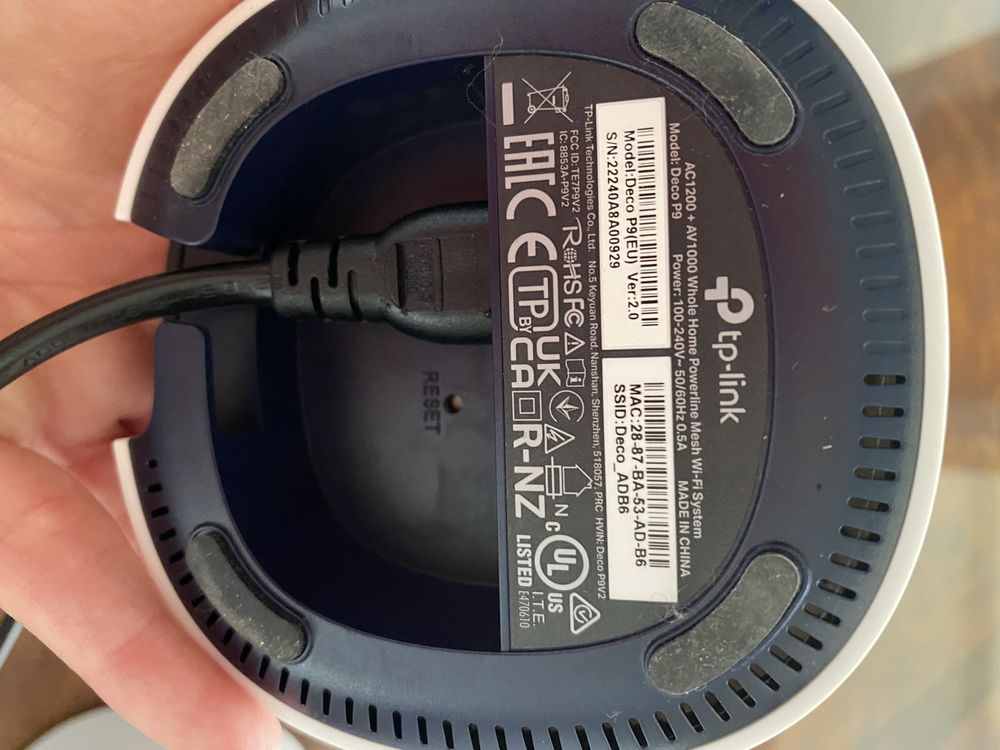 tp-link
AC1200 + AV1000 Whole Home Powerline Mesh Wi-Fi System
Model: Deco P9
Power: 100-240V~ 50/60Hz 0.5A
MADE IN CHINA
Model:Deco P9(EU) Ver:2.0
S/N:22240A8A00929
MAC:28-87-BA-53-AD-B6
SSID:Deco_ADB6
TP-Link Technologies Co., Ltd. No.5 Keyuan Road, Nanshan, Shenzhen, 518057, PRC HVIN: Deco P9V2
FCC ID: TE7P9V2
IC: 8853A-P9V2
RoHS FC
N
EAC CE TP BY UK CA R-NZ
C UL US
LISTED
I.T.E.
E470610
RESET